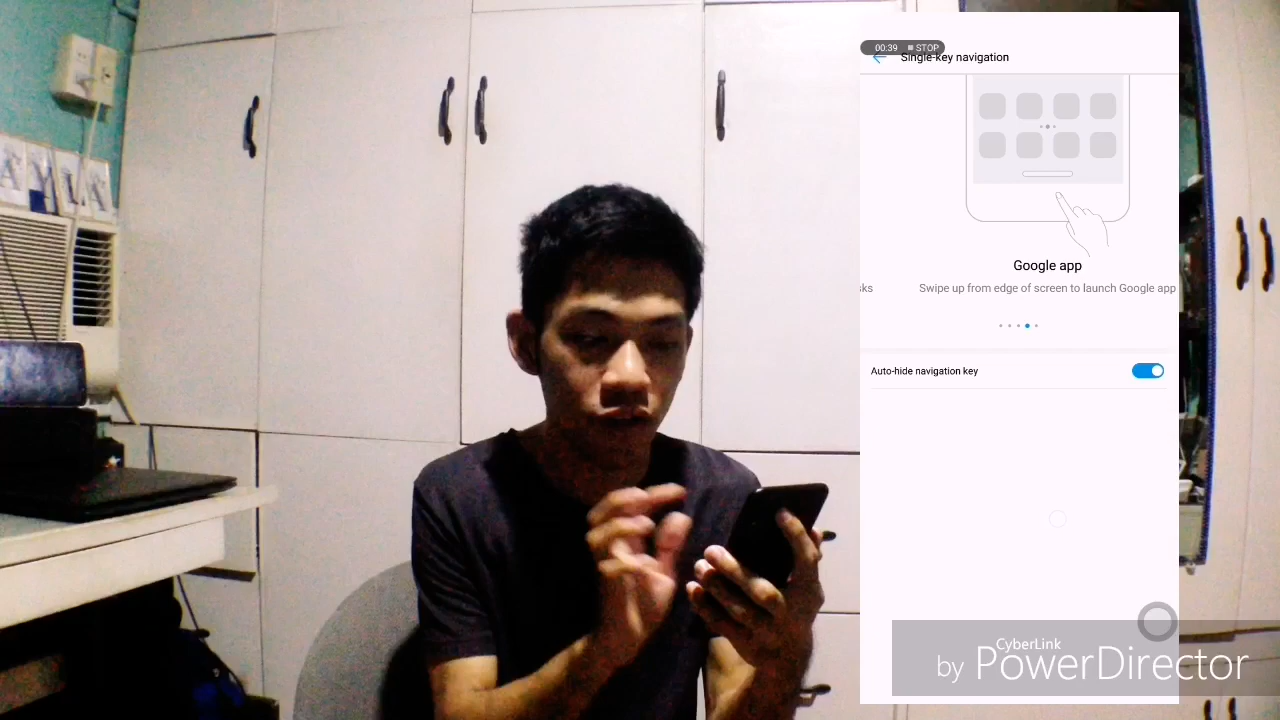 00:39 STOP
Single key navigation
Google app
sks
Swipe up from edge of screen to launch Google app
Auto-hide navigation key
CyberLink
by PowerDirector